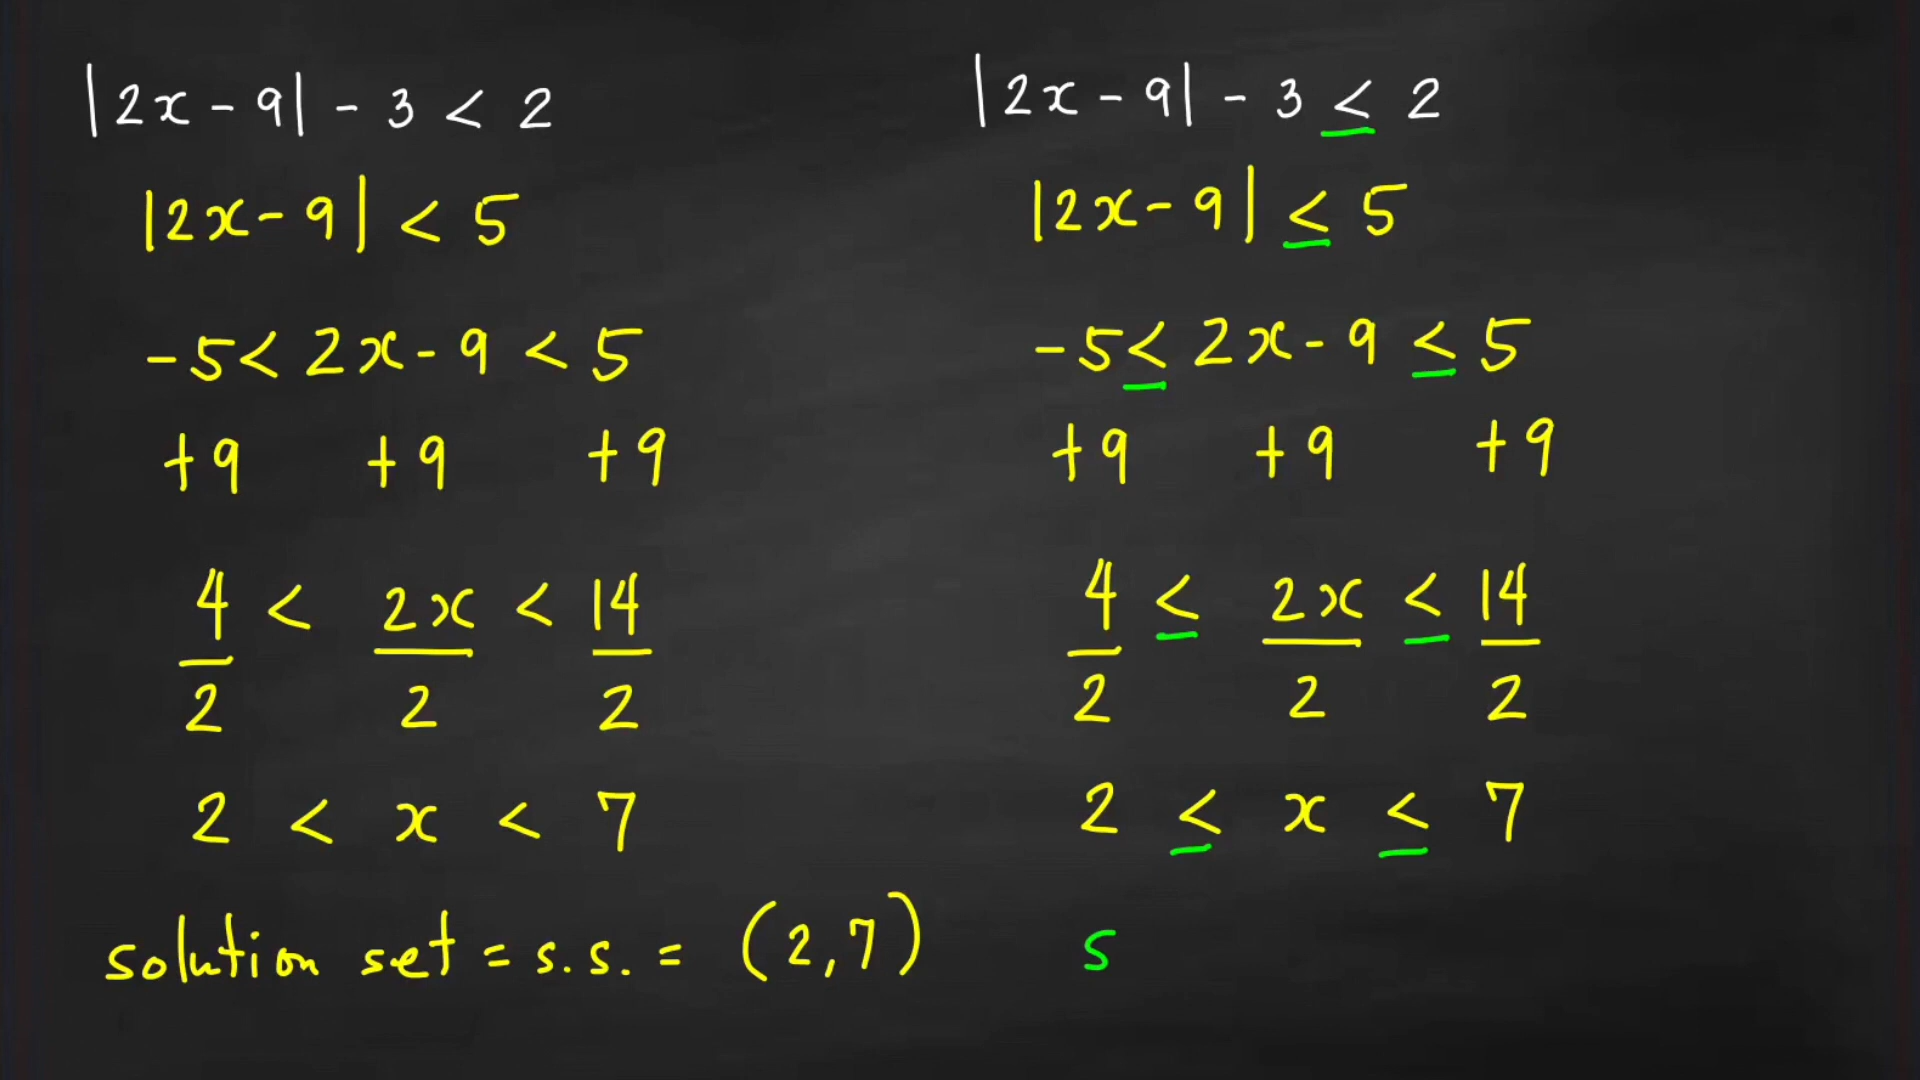 |2x - 9| - 3 < 2
|2x - 9| < 5
-5 < 2x - 9 < 5
+9 +9 +9
4/2 < 2x/2 < 14/2
2 < x < 7
solution set = s.s. = (2,7)
|2x - 9| - 3 ≤ 2
|2x - 9| ≤ 5
-5 ≤ 2x - 9 ≤ 5
+9 +9 +9
4/2 ≤ 2x/2 ≤ 14/2
2 ≤ x ≤ 7
s